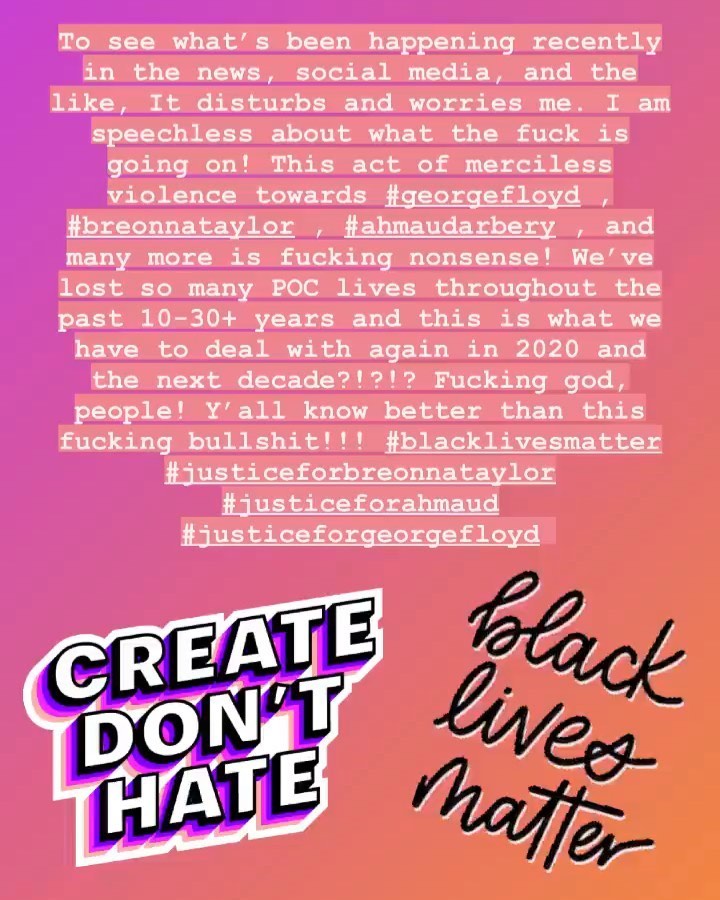 To see what's been happening recently
in the news, social media, and the
like, It disturbs and worries me. I am
speechless about what the fuck is
going on! This act of merciless
violence towards #georgefloyd ,
#breonnataylor , #ahmaudarbery , and
many more is fucking nonsense! We've
lost so many POC lives throughout the
past 10-30+ years and this is what we
have to deal with again in 2020 and
the next decade?!?!? Fucking god,
people! Y'all know better than this
fucking bullshit!!! #blacklivesmatter
#justiceforbreonnataylor
#justiceforahmaud
#justiceforgeorgefloyd
CREATE
DON'T
HATE
black
lives
matter